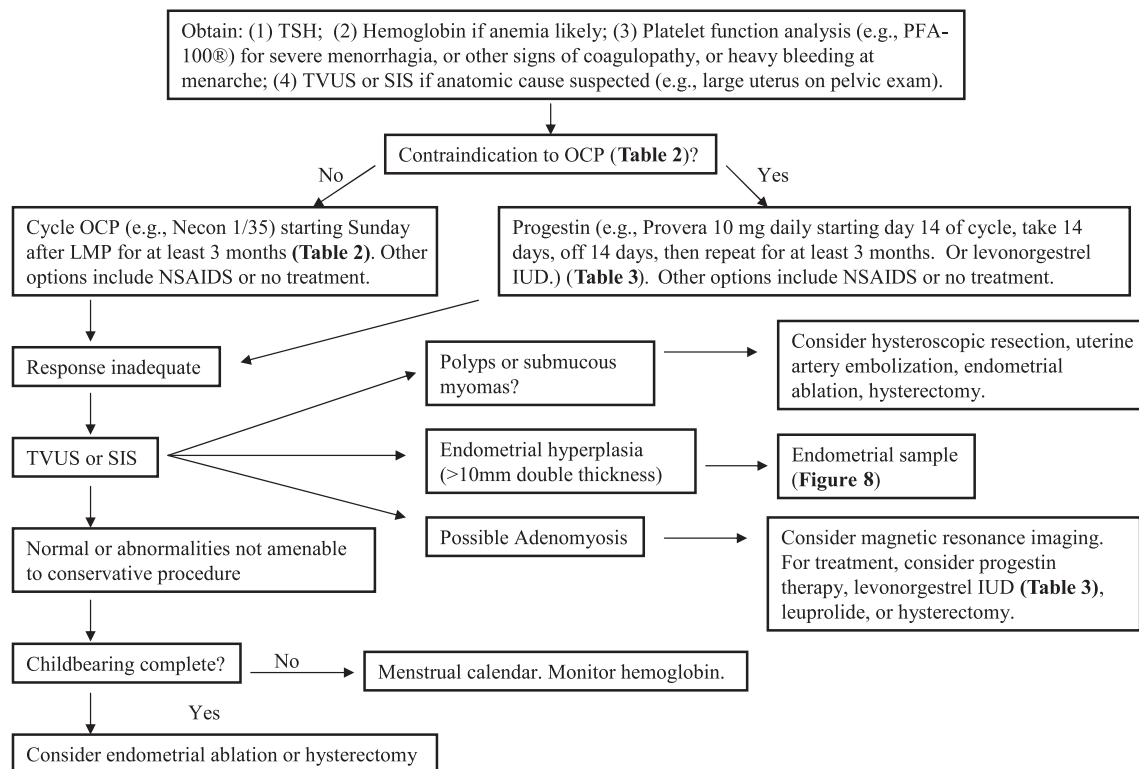 Obtain: (1) TSH; (2) Hemoglobin if anemia likely; (3) Platelet function analysis (e.g., PFA-
100®) for severe menorrhagia, or other signs of coagulopathy, or heavy bleeding at
menarche; (4) TVUS or SIS if anatomic cause suspected (e.g., large uterus on pelvic exam).
Contraindication to OCP (Table 2)?
No
Yes
Cycle OCP (e.g., Necon 1/35) starting Sunday
after LMP for at least 3 months (Table 2). Other
options include NSAIDS or no treatment.
Progestin (e.g., Provera 10 mg daily starting day 14 of cycle, take 14
days, off 14 days, then repeat for at least 3 months. Or levonorgestrel
IUD.) (Table 3). Other options include NSAIDS or no treatment.
Response inadequate
Polyps or submucous
myomas?
Consider hysteroscopic resection, uterine
artery embolization, endometrial
ablation, hysterectomy.
TVUS or SIS
Endometrial hyperplasia
(>10mm double thickness)
Endometrial sample
(Figure 8)
Possible Adenomyosis
Consider magnetic resonance imaging.
For treatment, consider progestin
therapy, levonorgestrel IUD (Table 3),
leuprolide, or hysterectomy.
Normal or abnormalities not amenable
to conservative procedure
Childbearing complete?
No
Menstrual calendar. Monitor hemoglobin.
Yes
Consider endometrial ablation or hysterectomy